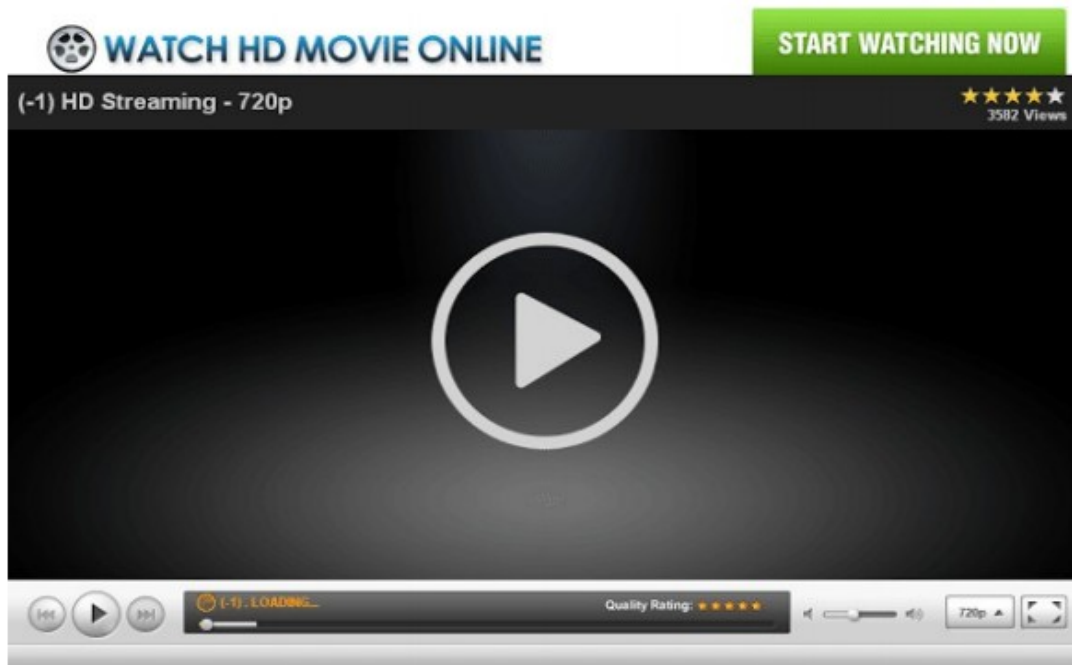 WATCH HD MOVIE ONLINE
START WATCHING NOW
(-1) HD Streaming - 720p
3582 Views
(-1) . LOADING...
Quality Rating:
720p